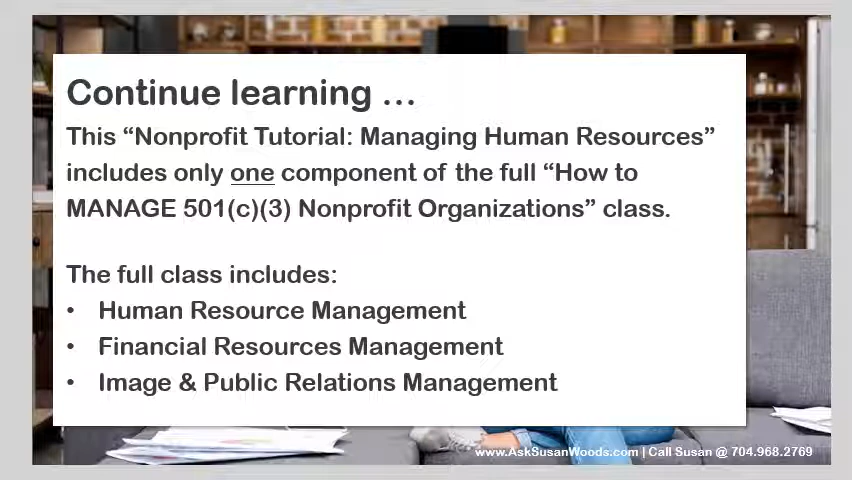 Continue learning …
This “Nonprofit Tutorial: Managing Human Resources”
includes only one component of the full “How to
MANAGE 501(c)(3) Nonprofit Organizations” class.
The full class includes:
• Human Resource Management
• Financial Resources Management
• Image & Public Relations Management
www.AskSusanWoods.com | Call Susan @ 704.968.2769